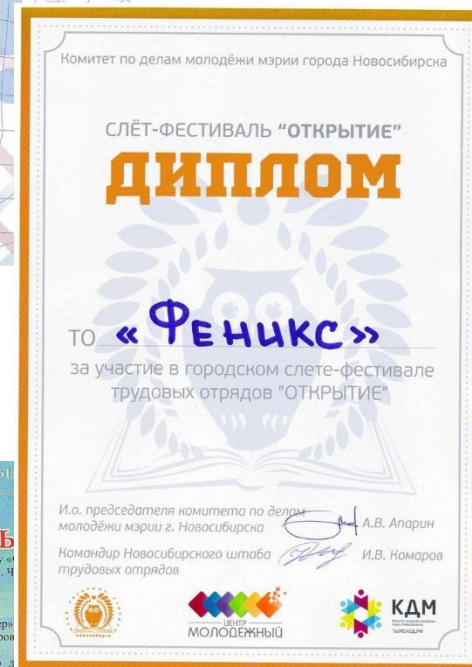 Комитет по делам молодёжи мэрии города Новосибирска
СЛЁТ-ФЕСТИВАЛЬ "ОТКРЫТИЕ"
ДИПЛОМ
ТО «Феникс»
за участие в городском слете-фестивале
трудовых отрядов "ОТКРЫТИЕ"
И.о. председателя комитета по делам
молодёжи мэрии г. Новосибирска А.В. Апарин
Командир Новосибирского штаба И.В. Комаров
трудовых отрядов
ЦЕНТР
МОЛОДЕЖНЫЙ
КДМ